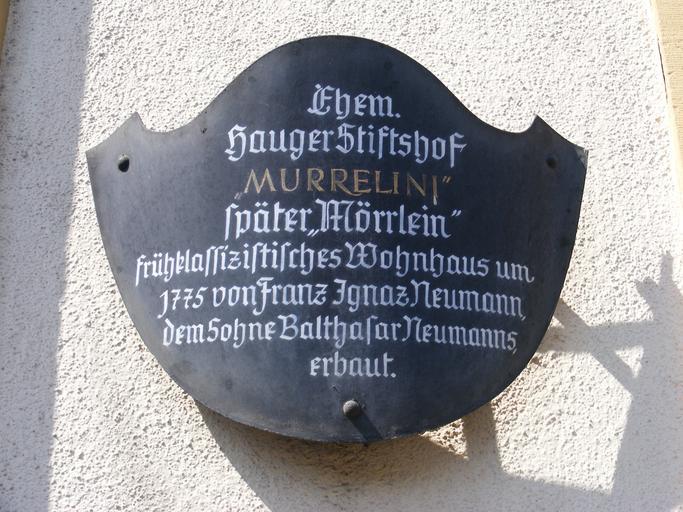 Ehem.
Hauger Stiftshof
„MURRELINI"
ſpäter „Mörrlein"
frühklaſſiziſtiſches Wohnhaus um
1775 von Franz Ignaz Neumann,
dem Sohne Balthaſar Neumanns,
erbaut.